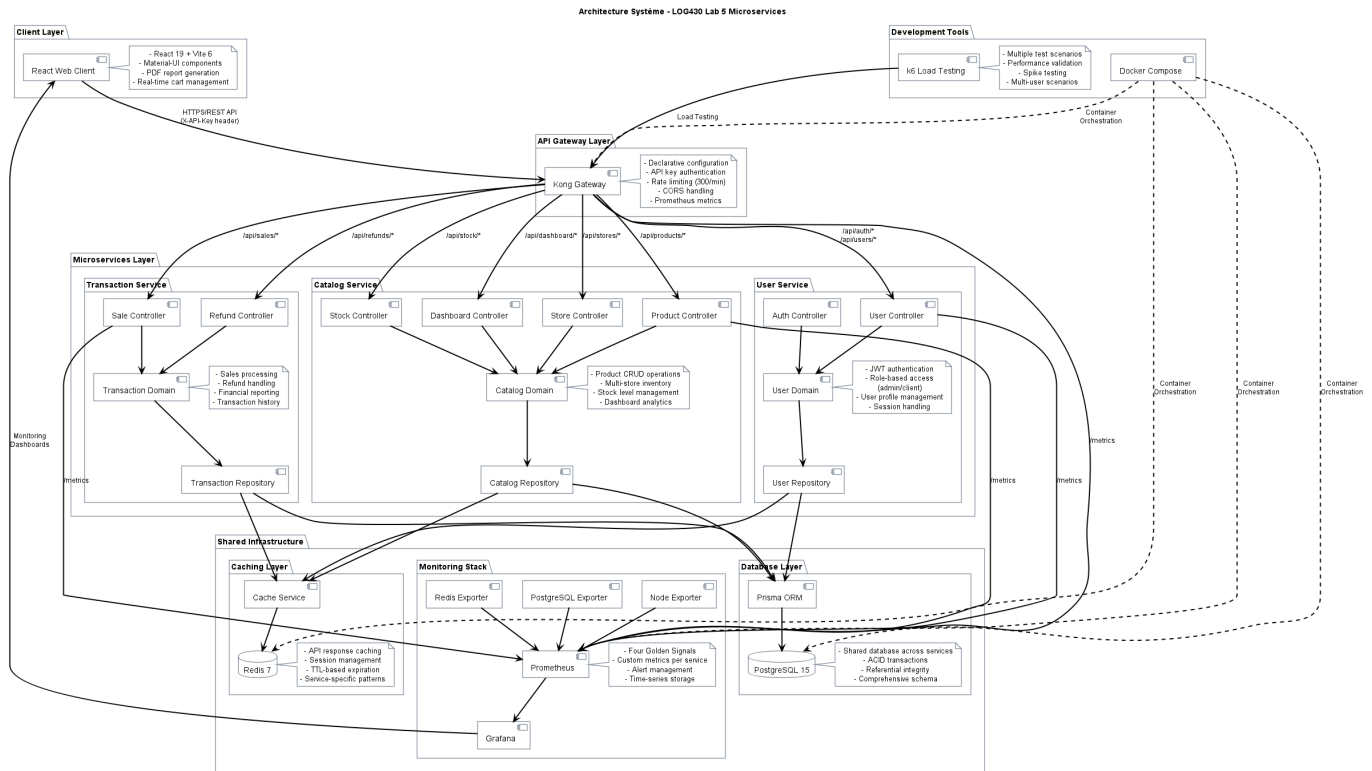 Architecture Système - LOG430 Lab 5 Microservices
Client Layer
React Web Client
- React 19 + Vite 6
- Material-UI components
- PDF report generation
- Real-time cart management
Development Tools
k6 Load Testing
- Multiple test scenarios
- Performance validation
- Spike testing
- Multi-user scenarios
Docker Compose
HTTPS/REST API
(X-API-Key header)
Load Testing
Container
Orchestration
API Gateway Layer
Kong Gateway
- Declarative configuration
- API key authentication
- Rate limiting (300/min)
- CORS handling
- Prometheus metrics
/api/sales/*
/api/refunds/*
/api/stock/*
/api/dashboard/*
/api/stores/*
/api/products/*
/api/auth/*
/api/users/*
Microservices Layer
Transaction Service
Sale Controller
Refund Controller
Transaction Domain
- Sales processing
- Refund handling
- Financial reporting
- Transaction history
Transaction Repository
Catalog Service
Stock Controller
Dashboard Controller
Store Controller
Product Controller
Catalog Domain
- Product CRUD operations
- Multi-store inventory
- Stock level management
- Dashboard analytics
Catalog Repository
User Service
Auth Controller
User Controller
User Domain
- JWT authentication
- Role-based access
(admin/client)
- User profile management
- Session handling
User Repository
Container
Orchestration
Container
Orchestration
Container
Orchestration
Monitoring
Dashboards
/metrics
/metrics
/metrics
/metrics
Shared Infrastructure
Caching Layer
Cache Service
Redis 7
- API response caching
- Session management
- TTL-based expiration
- Service-specific patterns
Monitoring Stack
Redis Exporter
PostgreSQL Exporter
Node Exporter
Prometheus
- Four Golden Signals
- Custom metrics per service
- Alert management
- Time-series storage
Grafana
Database Layer
Prisma ORM
PostgreSQL 15
- Shared database across services
- ACID transactions
- Referential integrity
- Comprehensive schema